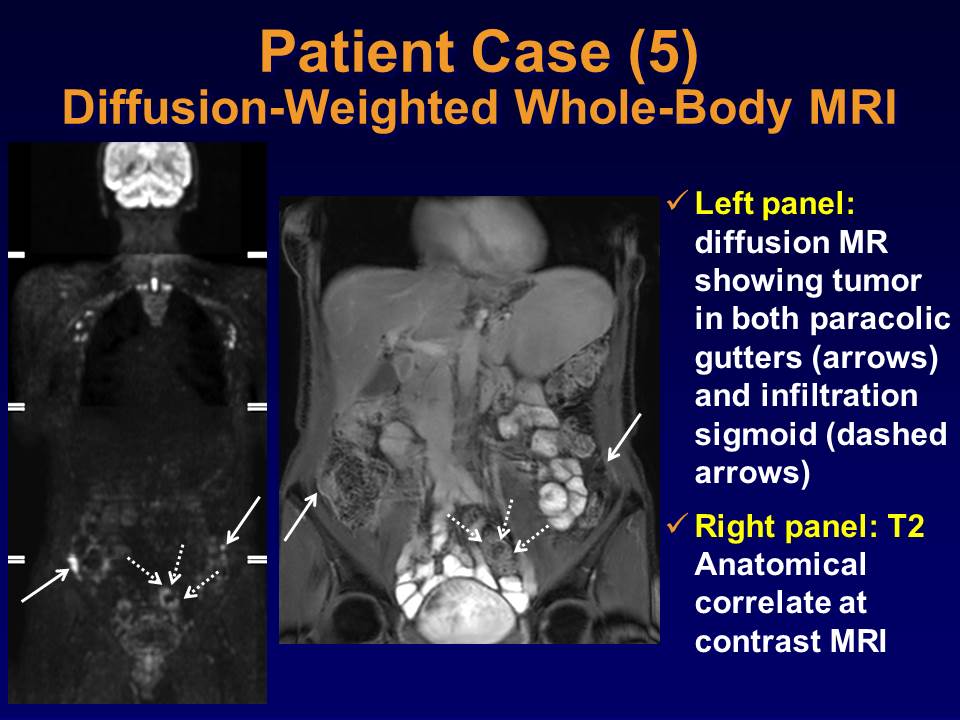 Patient Case (5)
Diffusion-Weighted Whole-Body MRI
✓ Left panel:
diffusion MR
showing tumor
in both paracolic
gutters (arrows)
and infiltration
sigmoid (dashed
arrows)
✓ Right panel: T2
Anatomical
correlate at
contrast MRI